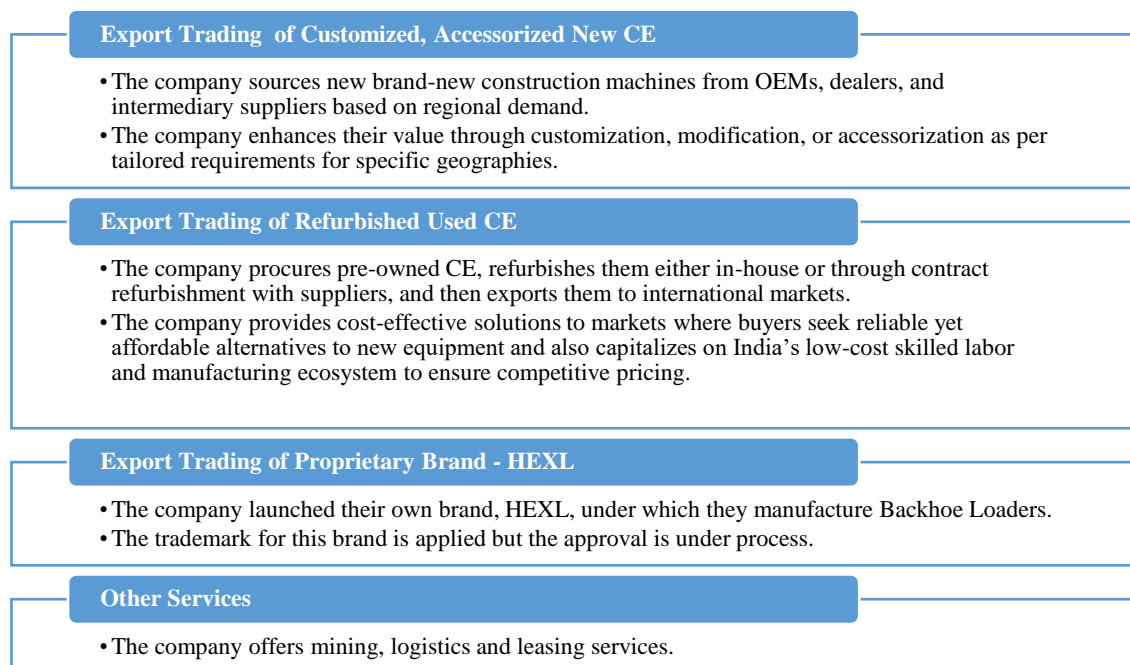 Export Trading of Customized, Accessorized New CE
• The company sources new brand-new construction machines from OEMs, dealers, and
intermediary suppliers based on regional demand.
• The company enhances their value through customization, modification, or accessorization as per
tailored requirements for specific geographies.
Export Trading of Refurbished Used CE
• The company procures pre-owned CE, refurbishes them either in-house or through contract
refurbishment with suppliers, and then exports them to international markets.
• The company provides cost-effective solutions to markets where buyers seek reliable yet
affordable alternatives to new equipment and also capitalizes on India’s low-cost skilled labor
and manufacturing ecosystem to ensure competitive pricing.
Export Trading of Proprietary Brand - HEXL
• The company launched their own brand, HEXL, under which they manufacture Backhoe Loaders.
• The trademark for this brand is applied but the approval is under process.
Other Services
• The company offers mining, logistics and leasing services.